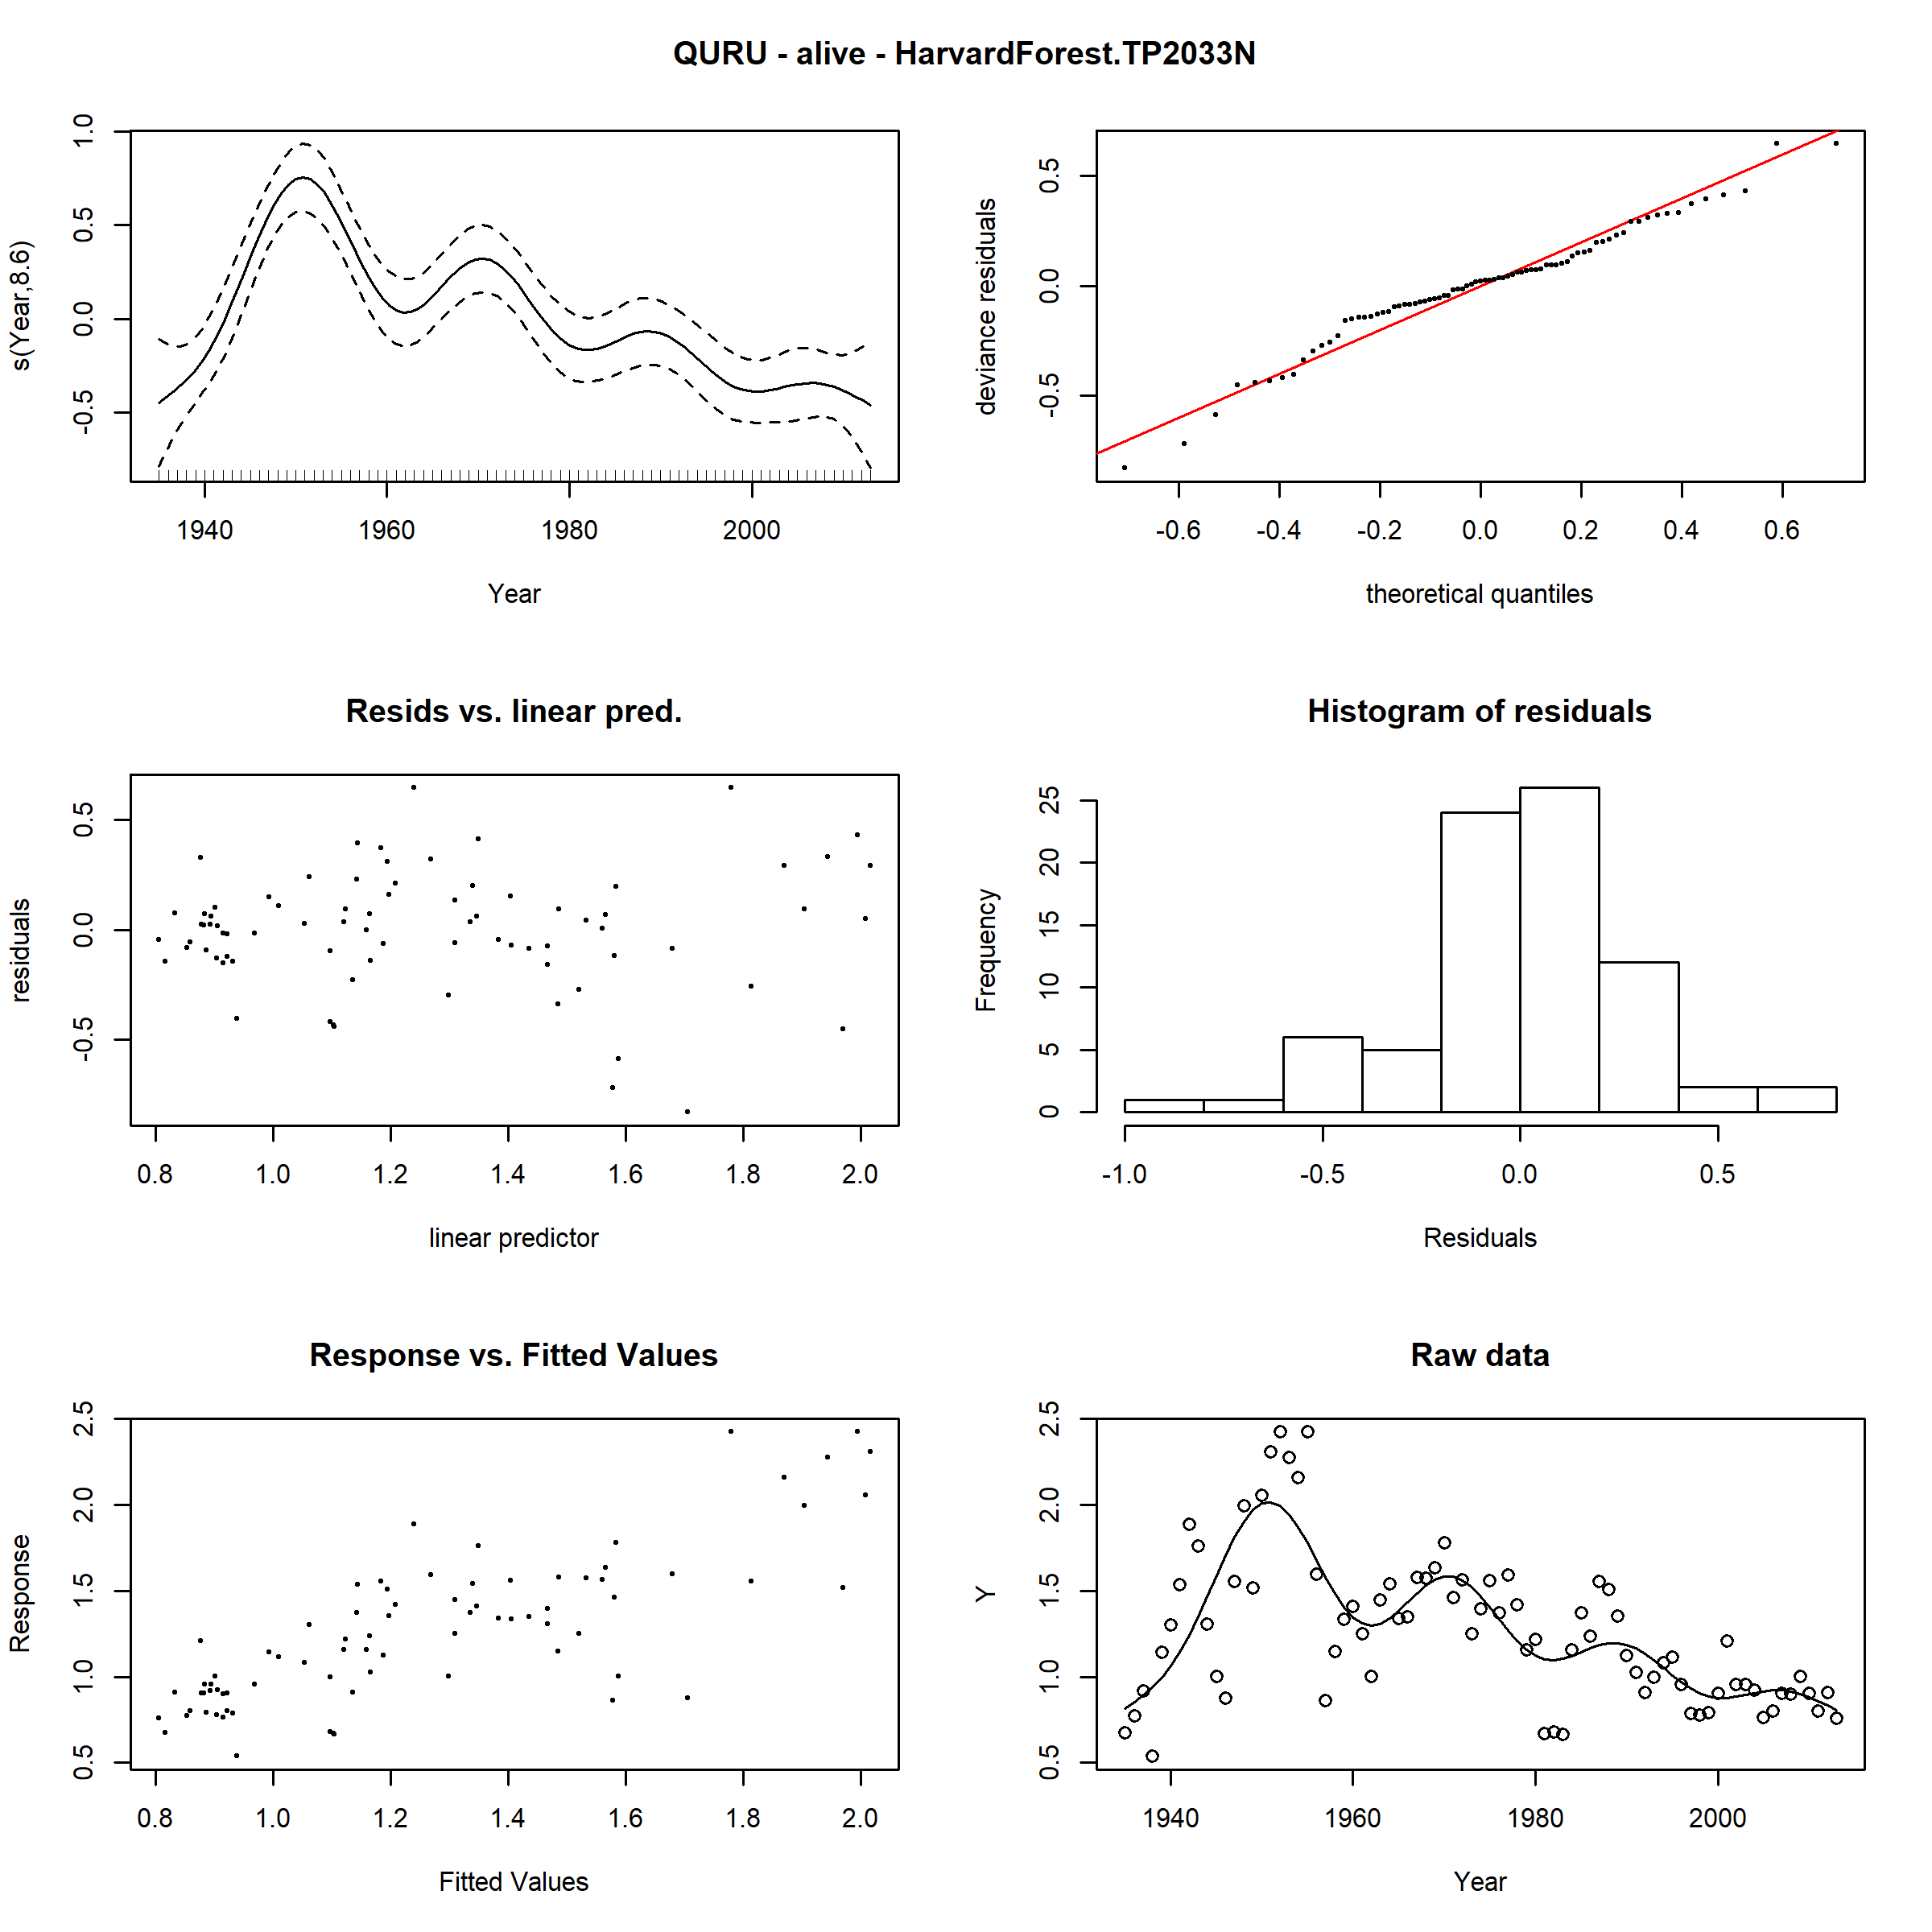 QURU - alive - HarvardForest.TP2033N
s(Year,8.6)
-0.5 0.0 0.5 1.0
1940 1960 1980 2000
Year
deviance residuals
-0.5 0.0 0.5
-0.6 -0.4 -0.2 0.0 0.2 0.4 0.6
theoretical quantiles
Resids vs. linear pred.
residuals
-0.5 0.0 0.5
0.8 1.0 1.2 1.4 1.6 1.8 2.0
linear predictor
Histogram of residuals
Frequency
0 5 10 15 20 25
-1.0 -0.5 0.0 0.5
Residuals
Response vs. Fitted Values
Response
0.5 1.0 1.5 2.0 2.5
0.8 1.0 1.2 1.4 1.6 1.8 2.0
Fitted Values
Raw data
Y
0.5 1.0 1.5 2.0 2.5
1940 1960 1980 2000
Year